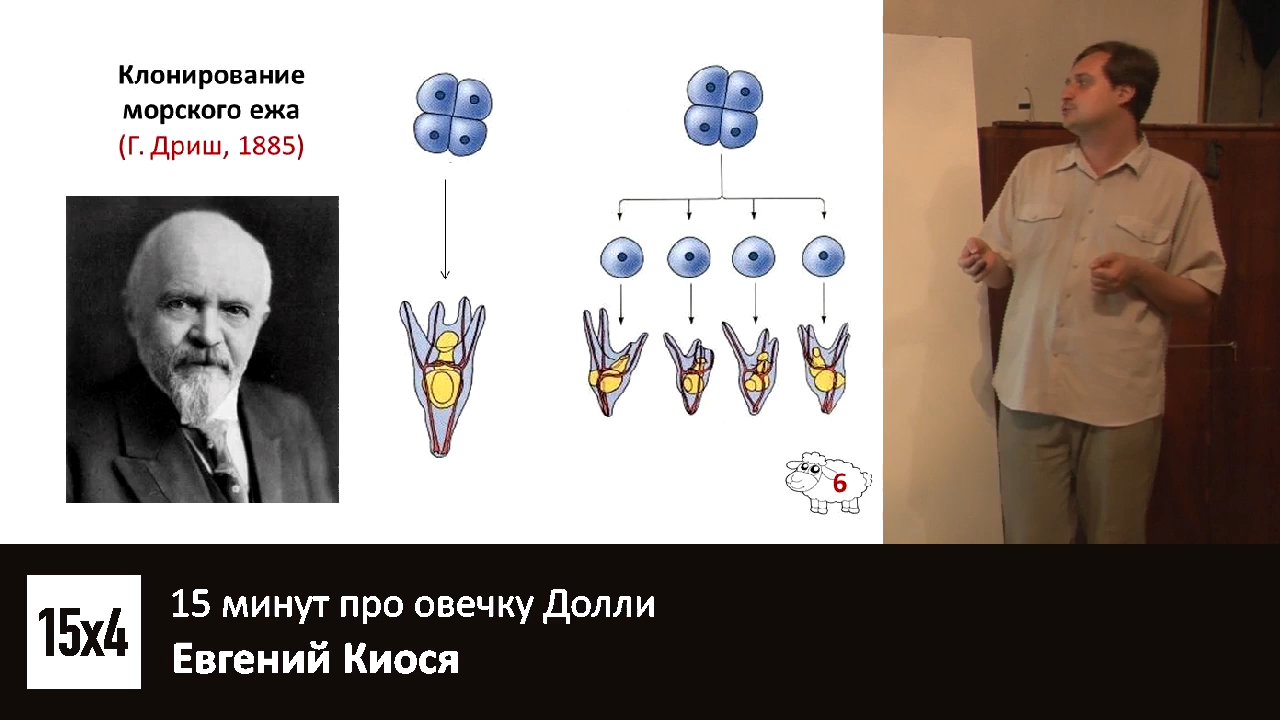 Клонирование
морского ежа
(Г. Дриш, 1885)
6
15x4
15 минут про овечку Долли
Евгений Киося